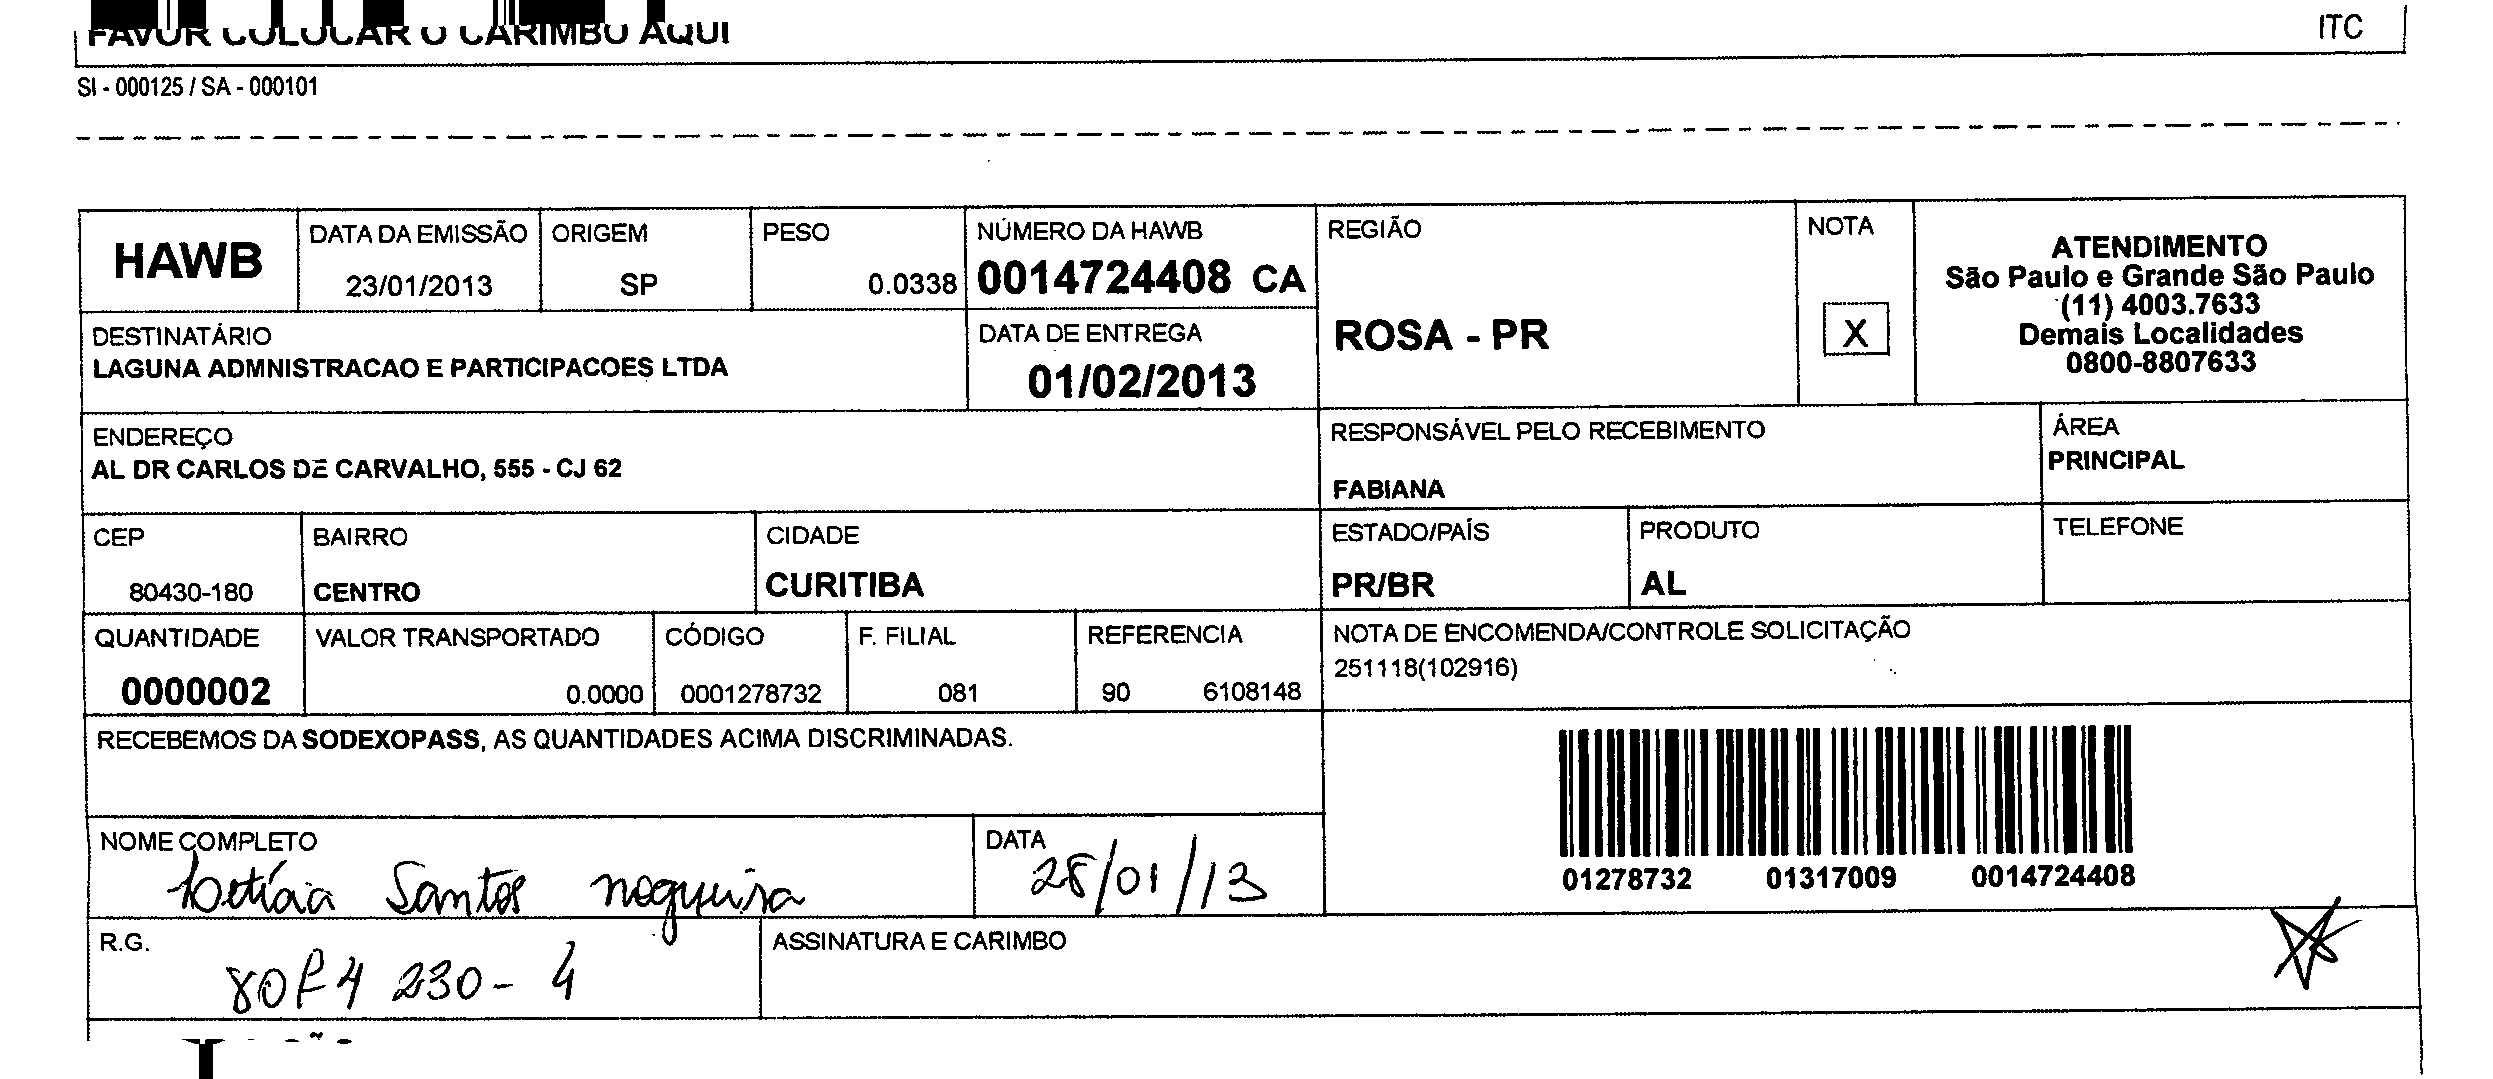 FAVOR COLOCAR O CARIMBO AQUI
ITC
SI - 000125 / SA - 000101
HAWB
DATA DA EMISSÃO
23/01/2013
ORIGEM
SP
PESO
0.0338
NÚMERO DA HAWB
0014724408 CA
REGIÃO
ROSA - PR
NOTA
X
ATENDIMENTO
São Paulo e Grande São Paulo
(11) 4003.7633
Demais Localidades
0800-8807633
DESTINATÁRIO
LAGUNA ADMNISTRACAO E PARTICIPACOES LTDA
DATA DE ENTREGA
01/02/2013
ENDEREÇO
AL DR CARLOS DE CARVALHO, 555 - CJ 62
RESPONSÁVEL PELO RECEBIMENTO
FABIANA
ÁREA
PRINCIPAL
CEP
80430-180
BAIRRO
CENTRO
CIDADE
CURITIBA
ESTADO/PAÍS
PR/BR
PRODUTO
AL
TELEFONE
QUANTIDADE
0000002
VALOR TRANSPORTADO
0.0000
CÓDIGO
0001278732
F. FILIAL
081
REFERENCIA
90 6108148
NOTA DE ENCOMENDA/CONTROLE SOLICITAÇÃO
251118(102916)
RECEBEMOS DA SODEXOPASS, AS QUANTIDADES ACIMA DISCRIMINADAS.
01278732 01317009 0014724408
NOME COMPLETO
Santos nogueira
DATA
28/01/13
R.G.
230-4
ASSINATURA E CARIMBO